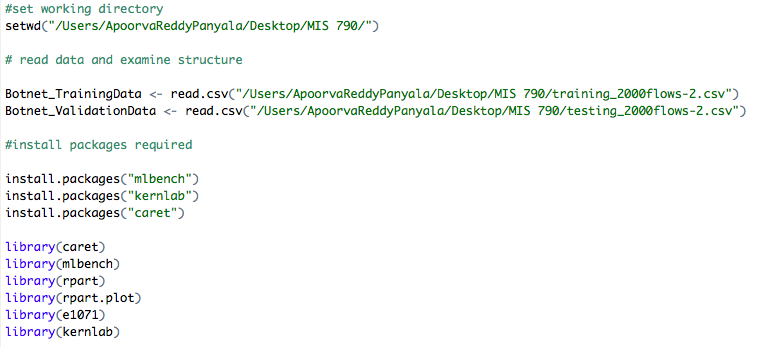 #set working directory
setwd("/Users/ApoorvaReddyPanyala/Desktop/MIS 790/")
# read data and examine structure
Botnet_TrainingData <- read.csv("/Users/ApoorvaReddyPanyala/Desktop/MIS 790/training_2000flows-2.csv")
Botnet_ValidationData <- read.csv("/Users/ApoorvaReddyPanyala/Desktop/MIS 790/testing_2000flows-2.csv")
#install packages required
install.packages("mlbench")
install.packages("kernlab")
install.packages("caret")
library(caret)
library(mlbench)
library(rpart)
library(rpart.plot)
library(e1071)
library(kernlab)